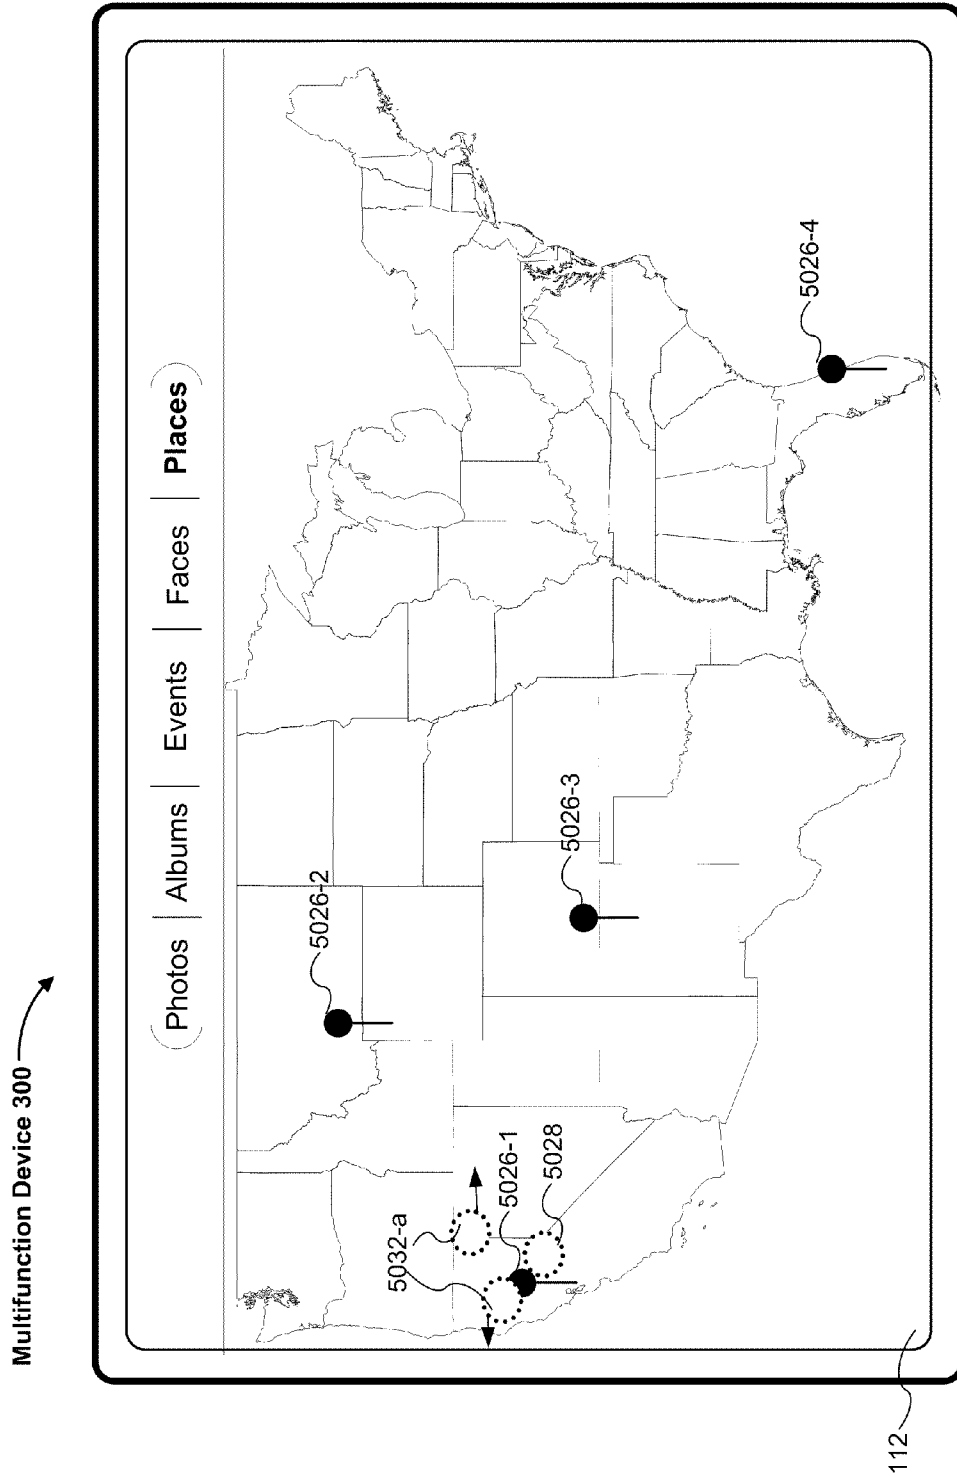 Multifunction Device 300
Photos | Albums | Events | Faces | Places
5026-2
5026-3
5026-4
5032-a
5026-1
5028
112